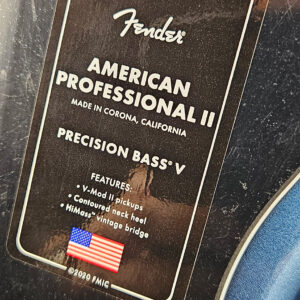 Fender
AMERICAN
PROFESSIONAL II
MADE IN CORONA, CALIFORNIA
PRECISION BASS® V
FEATURES:
• V-Mod II pickups
• Contoured neck heel
• HiMass™ vintage bridge
©2020 FMIC